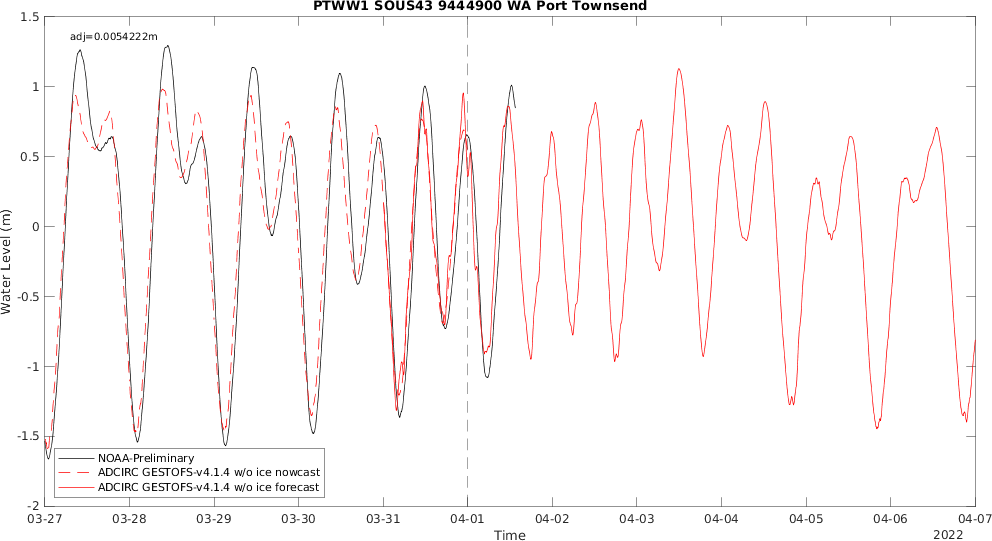 PTWW1 SOUS43 9444900 WA Port Townsend
adj=0.0054222m
Water Level (m)
1.5
1
0.5
0
-0.5
-1
-1.5
-2
NOAA-Preliminary
ADCIRC GESTOFS-v4.1.4 w/o ice nowcast
ADCIRC GESTOFS-v4.1.4 w/o ice forecast
03-27 03-28 03-29 03-30 03-31 04-01 04-02 04-03 04-04 04-05 04-06 04-07
Time
2022